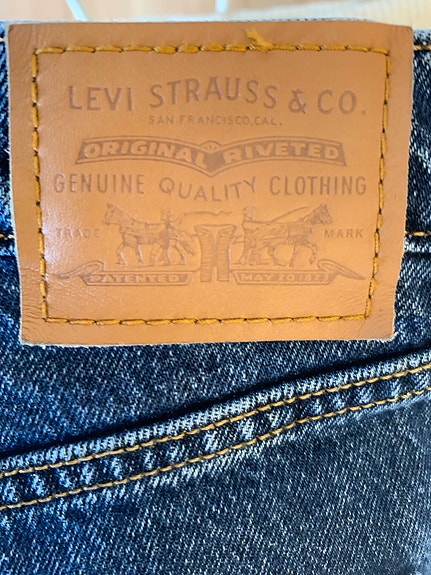 LEVI STRAUSS & CO.
SAN FRANCISCO, CAL.
ORIGINAL RIVETED
GENUINE QUALITY CLOTHING
TRADE MARK
PATENTED MAY 20 1873